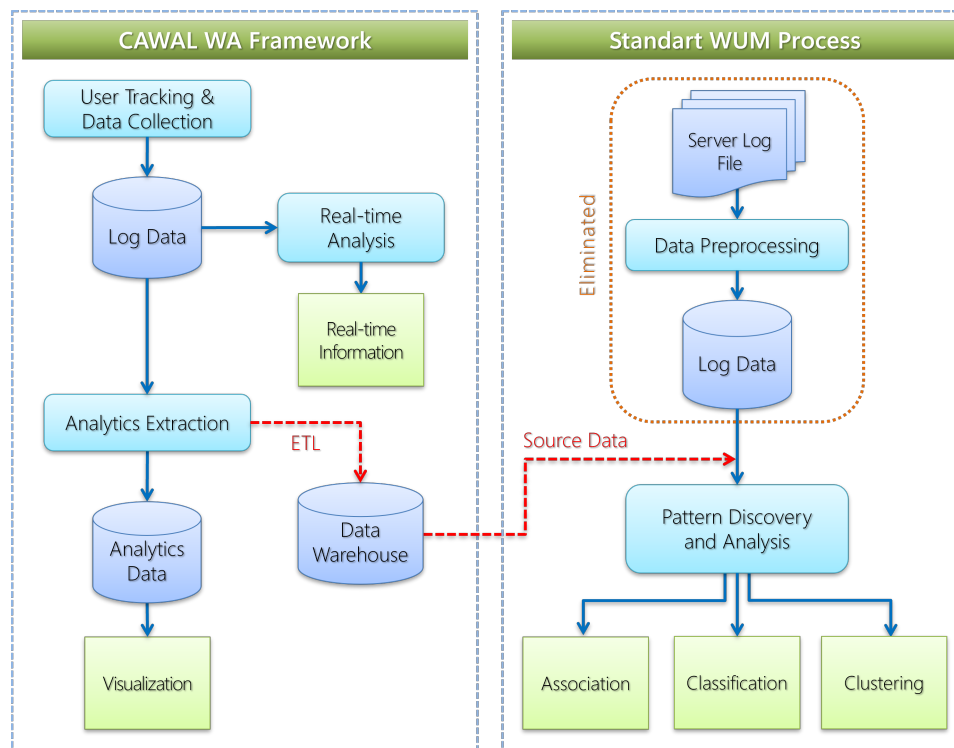 CAWAL WA Framework
User Tracking &
Data Collection
Log Data
Real-time
Analysis
Real-time
Information
Analytics Extraction
ETL
Data
Warehouse
Analytics
Data
Visualization
Standart WUM Process
Eliminated
Server Log
File
Data Preprocessing
Log Data
Source Data
Pattern Discovery
and Analysis
Association
Classification
Clustering